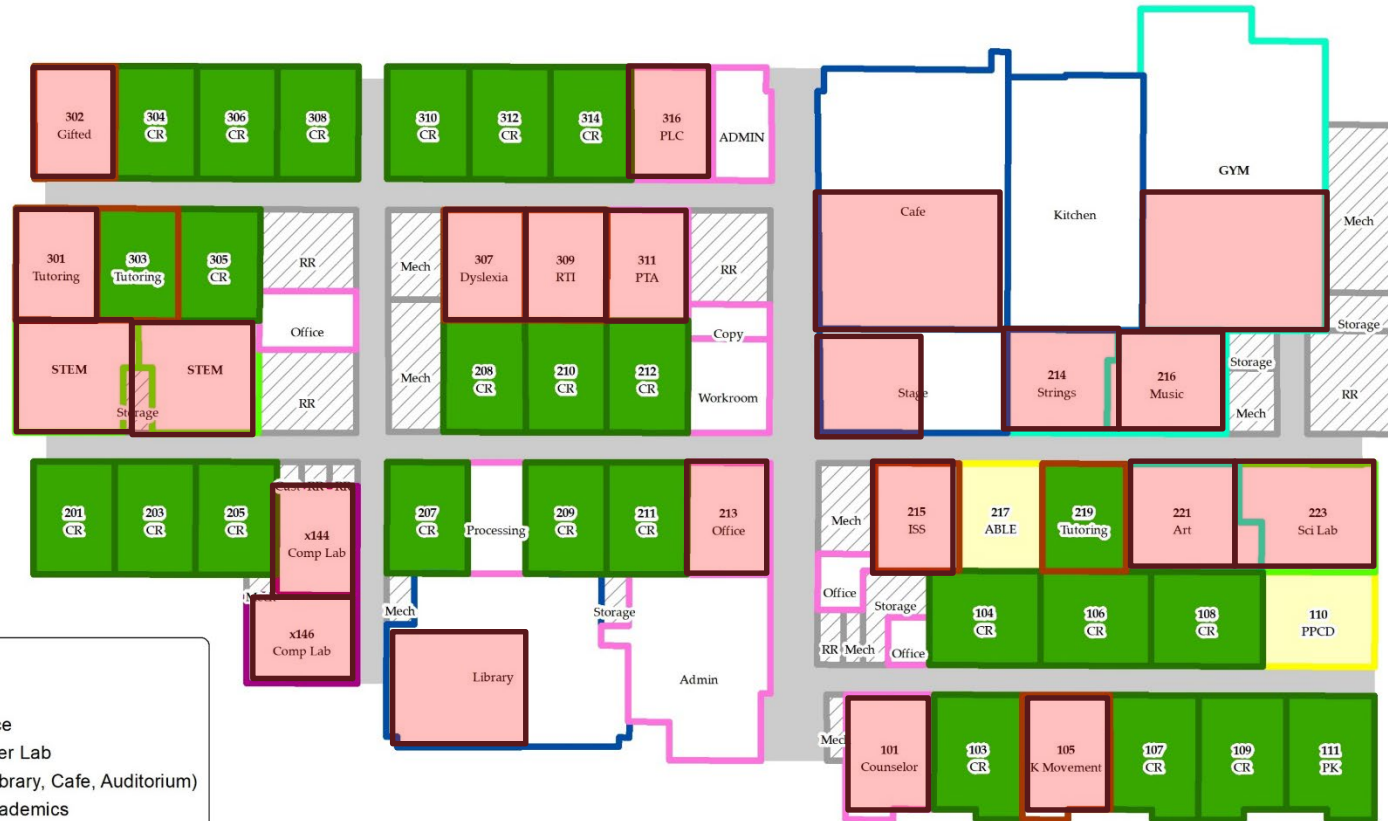 302
Gifted
304
CR
306
CR
308
CR
310
CR
312
CR
314
CR
316
PLC
ADMIN
GYM
Cafe
Kitchen
Mech
301
Tutoring
303
Tutoring
305
CR
RR
Mech
307
Dyslexia
309
RTI
311
PTA
RR
Office
Copy
Storage
STEM
STEM
Storage
RR
Mech
208
CR
210
CR
212
CR
Workroom
Stage
214
Strings
216
Music
Storage
Mech
RR
201
CR
203
CR
205
CR
Cust
RR
RR
x144
Comp Lab
Mech
x146
Comp Lab
207
CR
Processing
209
CR
211
CR
213
Office
Mech
Storage
Library
Admin
Mech
215
ISS
217
ABLE
219
Tutoring
221
Art
223
Sci Lab
Office
Storage
104
CR
106
CR
108
CR
110
PPCD
RR
Mech
Office
Mech
101
Counselor
103
CR
105
K Movement
107
CR
109
CR
111
PK
ce
er Lab
brary, Cafe, Auditorium)
ademics